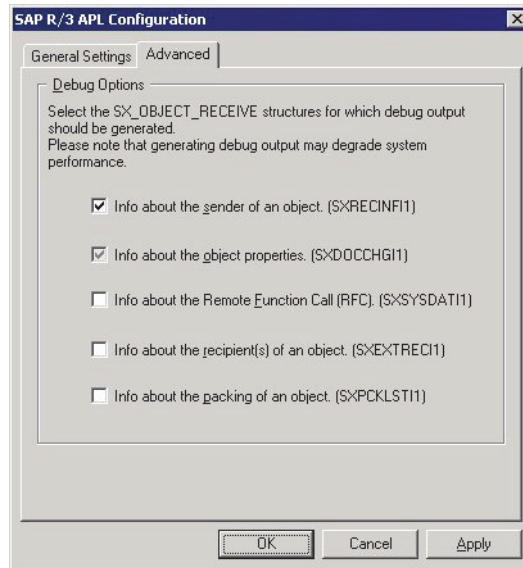 SAP R/3 APL Configuration
General Settings Advanced
Debug Options
Select the SX_OBJECT_RECEIVE structures for which debug output
should be generated.
Please note that generating debug output may degrade system
performance.
Info about the sender of an object. (SXRECINFI1)
Info about the object properties. (SXDOCCHGI1)
Info about the Remote Function Call (RFC). (SXSYSDATI1)
Info about the recipient(s) of an object. (SXEXTRECI1)
Info about the packing of an object. (SXPCKLSTI1)
OK Cancel Apply